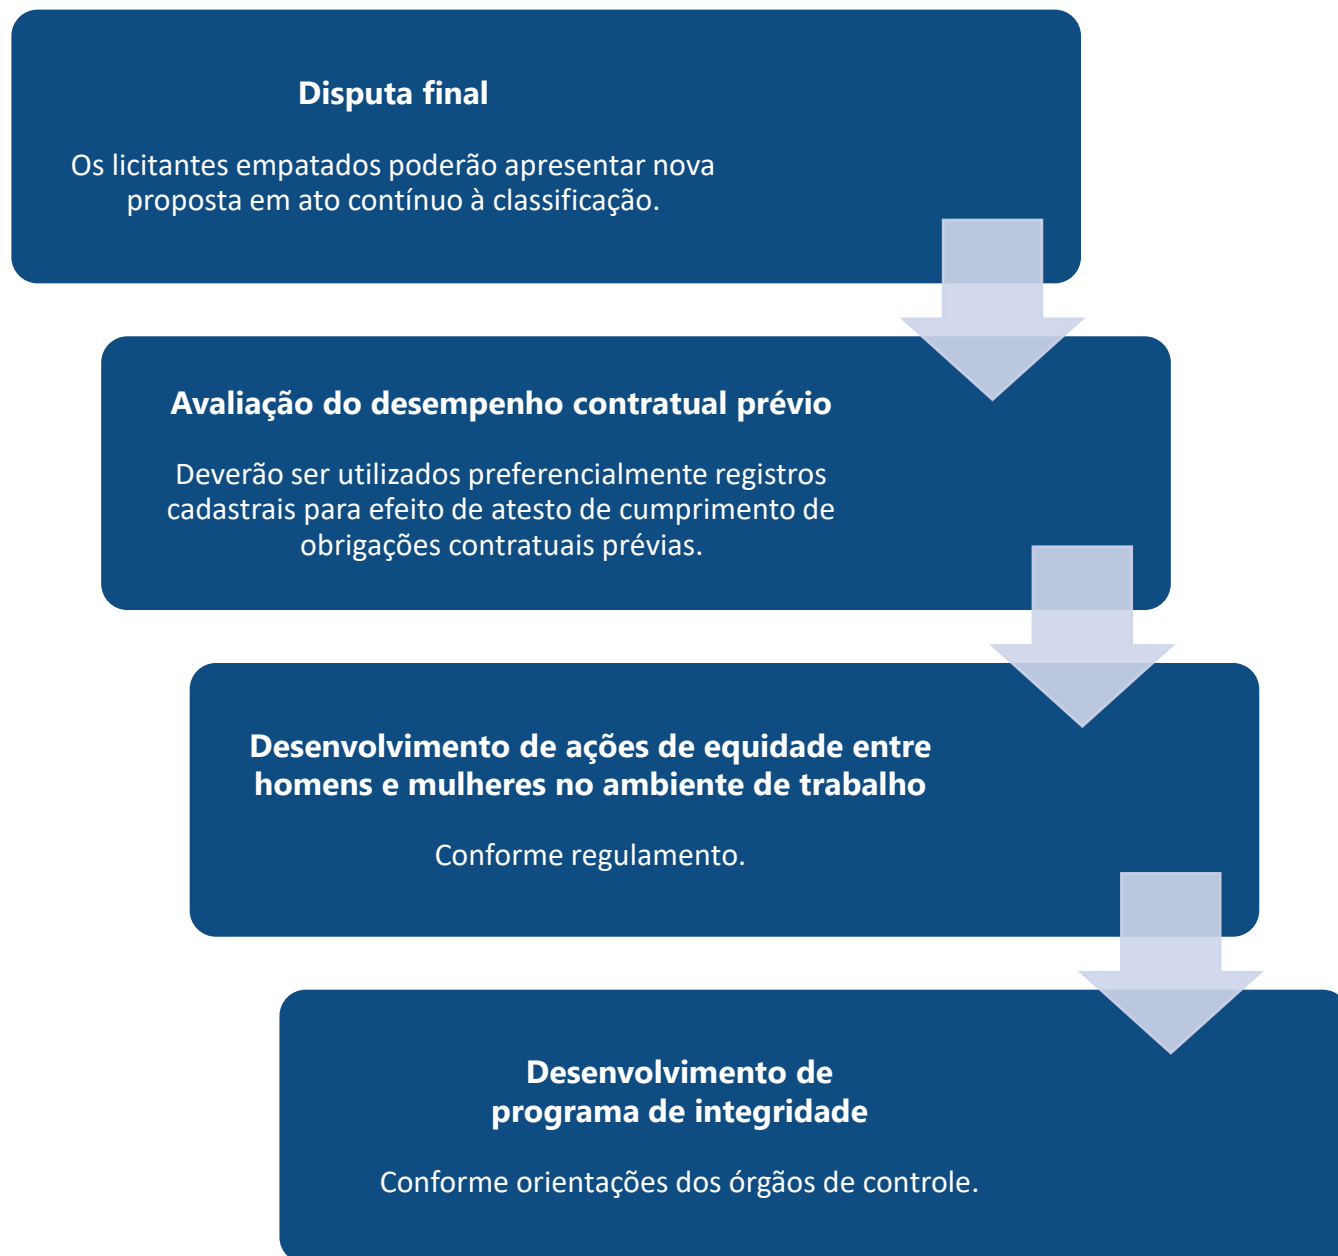 Disputa final
Os licitantes empatados poderão apresentar nova
proposta em ato contínuo à classificação.
Avaliação do desempenho contratual prévio
Deverão ser utilizados preferencialmente registros
cadastrais para efeito de atesto de cumprimento de
obrigações contratuais prévias.
Desenvolvimento de ações de equidade entre
homens e mulheres no ambiente de trabalho
Conforme regulamento.
Desenvolvimento de
programa de integridade
Conforme orientações dos órgãos de controle.